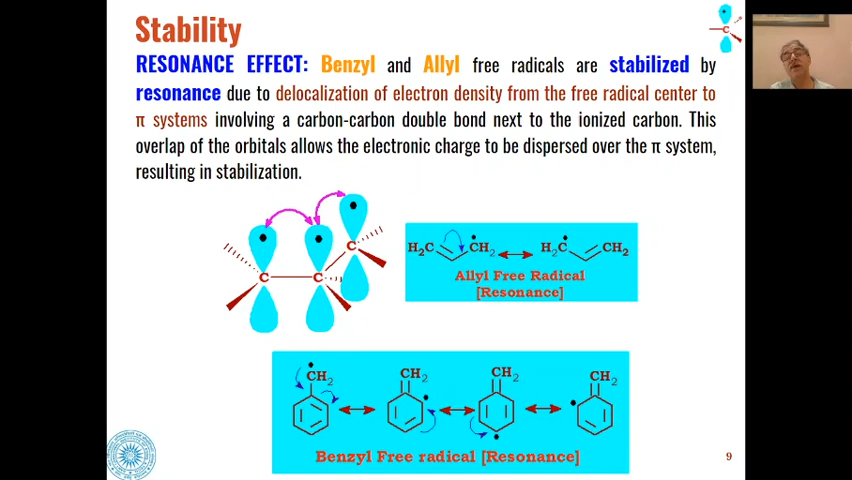 Stability
RESONANCE EFFECT: Benzyl and Allyl free radicals are stabilized by
resonance due to delocalization of electron density from the free radical center to
π systems involving a carbon-carbon double bond next to the ionized carbon. This
overlap of the orbitals allows the electronic charge to be dispersed over the π system,
resulting in stabilization.
C
C
C
C
H₂C CH₂ H₂C CH₂
Allyl Free Radical
[Resonance]
CH₂ CH₂ CH₂ CH₂
Benzyl Free radical [Resonance]
9